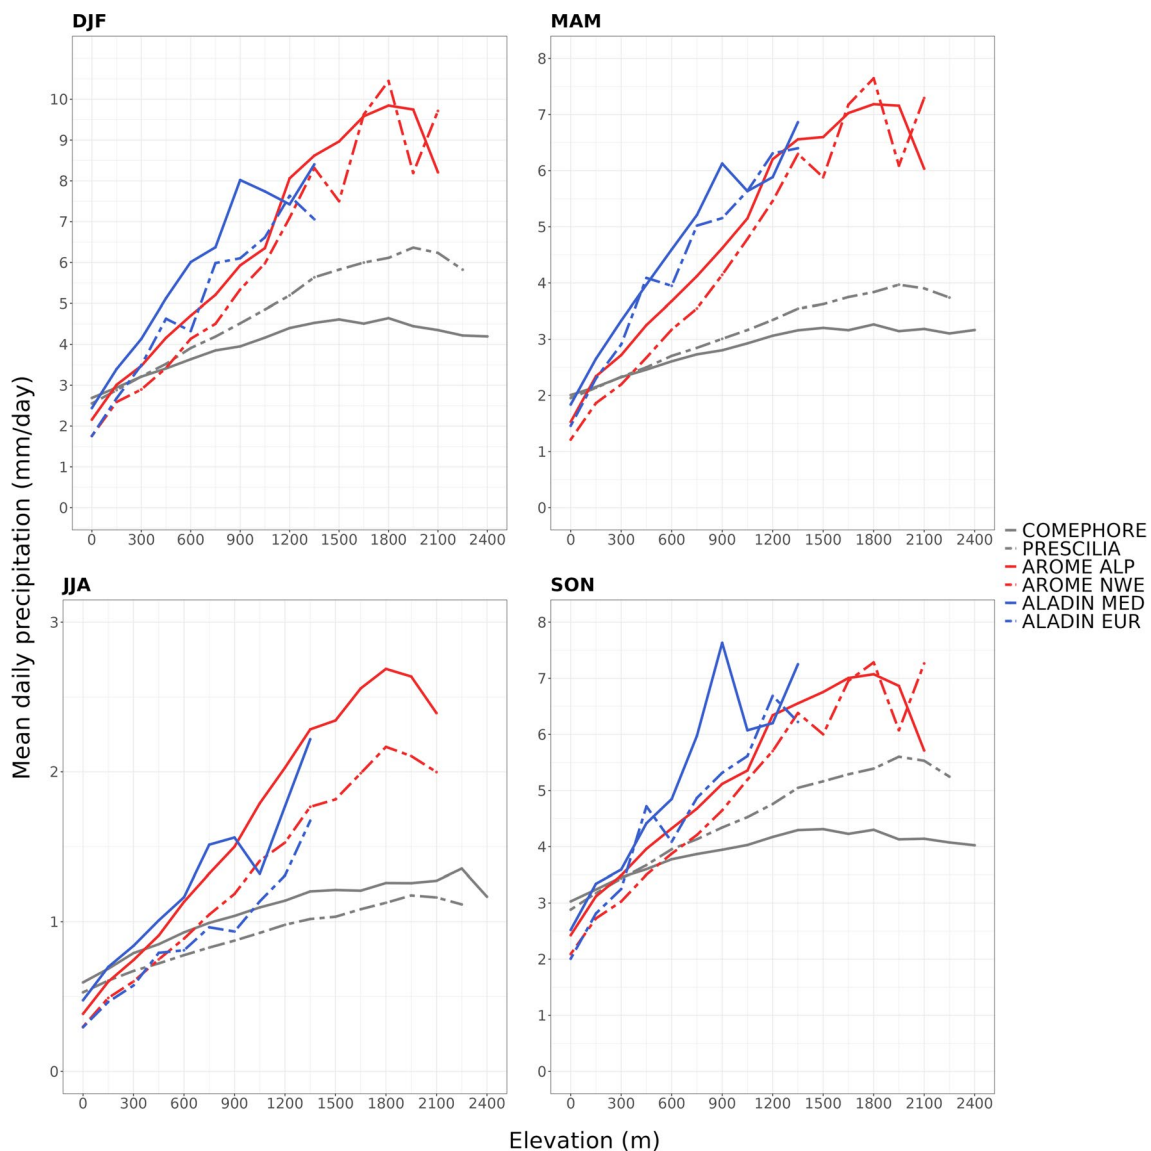 DJF
10
9
8
7
6
5
4
3
2
1
0
0 300 600 900 1200 1500 1800 2100 2400
MAM
8
7
6
5
4
3
2
1
0
0 300 600 900 1200 1500 1800 2100 2400
Mean daily precipitation (mm/day)
COMEPHORE
PRESCILIA
AROME ALP
AROME NWE
ALADIN MED
ALADIN EUR
JJA
3
2
1
0
0 300 600 900 1200 1500 1800 2100 2400
SON
8
7
6
5
4
3
2
1
0
0 300 600 900 1200 1500 1800 2100 2400
Elevation (m)